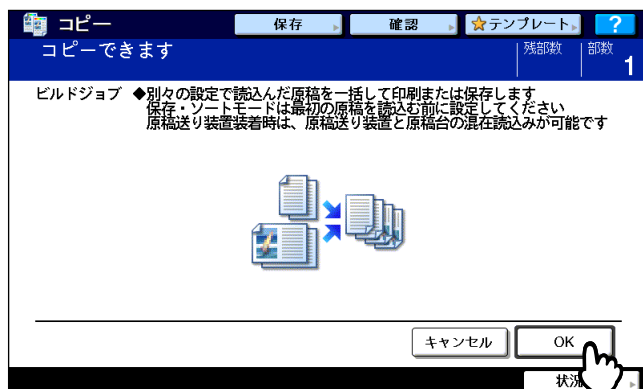 コピー 保存 確認 テンプレート ?
コピーできます 残部数 部数 1
ビルドジョブ ◆別々の設定で読込んだ原稿を一括して印刷または保存します
保存・ソートモードは最初の原稿を読込む前に設定してください
原稿送り装置装着時は、原稿送り装置と原稿台の混在読込みが可能です
キャンセル OK
状況